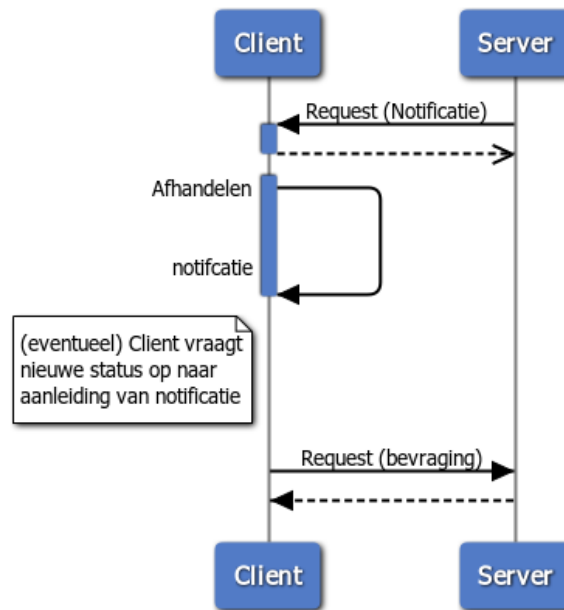 Client
Server
Request (Notificatie)
Afhandelen
notifcatie
(eventueel) Client vraagt
nieuwe status op naar
aanleiding van notificatie
Request (bevraging)
Client
Server